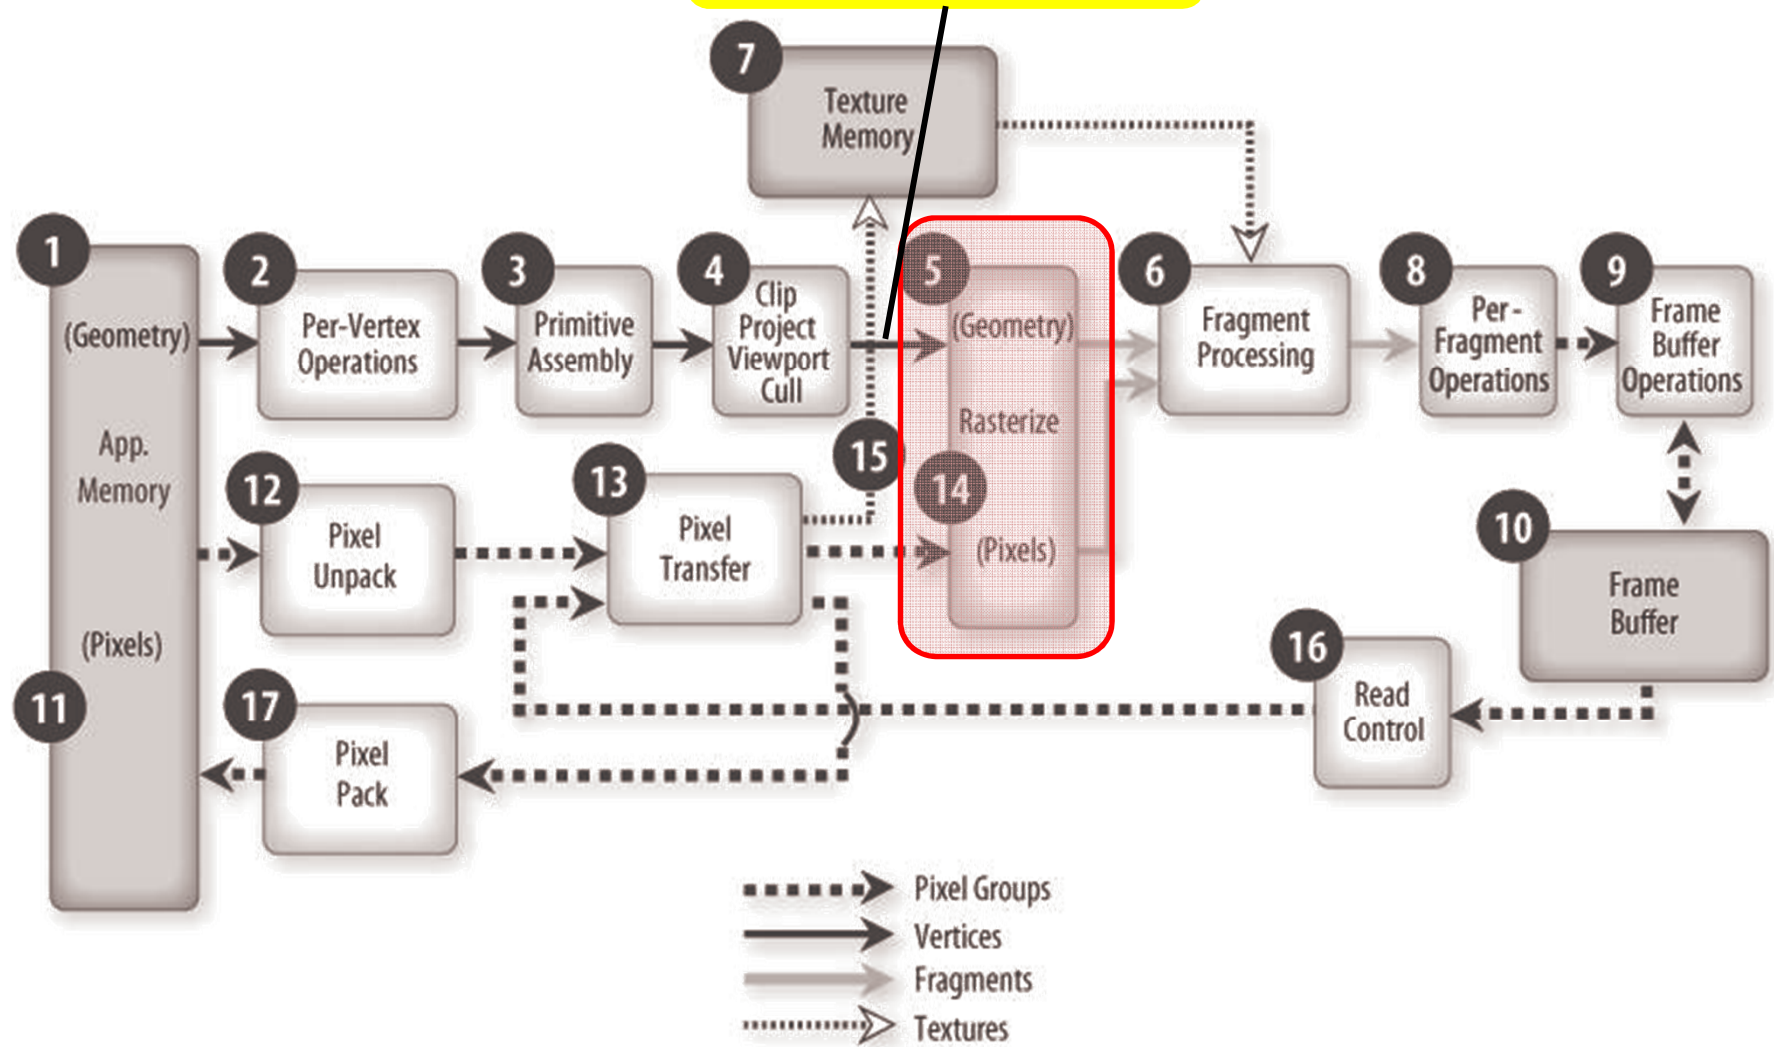 7
Texture
Memory
1
(Geometry)
App.
Memory
(Pixels)
11
2
Per-Vertex
Operations
3
Primitive
Assembly
4
Clip
Project
Viewport
Cull
5
(Geometry)
Rasterize
14
(Pixels)
6
Fragment
Processing
8
Per-
Fragment
Operations
9
Frame
Buffer
Operations
12
Pixel
Unpack
13
Pixel
Transfer
15
10
Frame
Buffer
16
Read
Control
17
Pixel
Pack
Pixel Groups
Vertices
Fragments
Textures